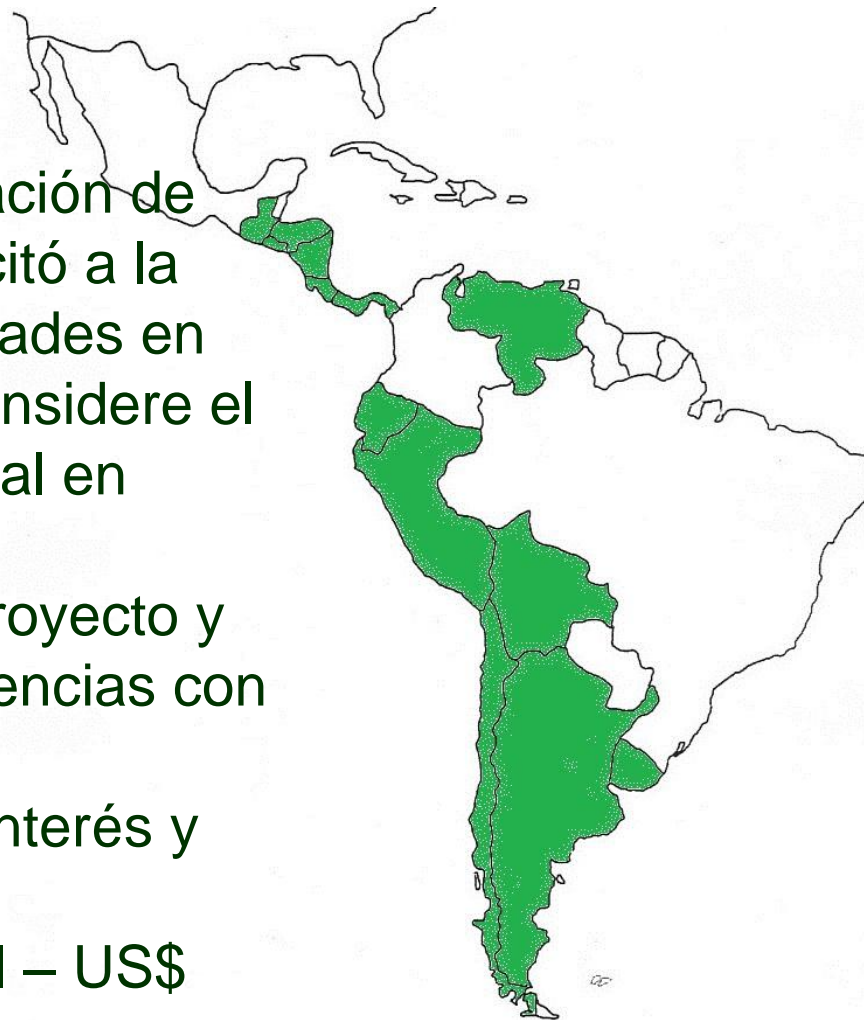 ación de
citó a la
ades en
nsidere el
al en
royecto y
encias con
nterés y
– US$